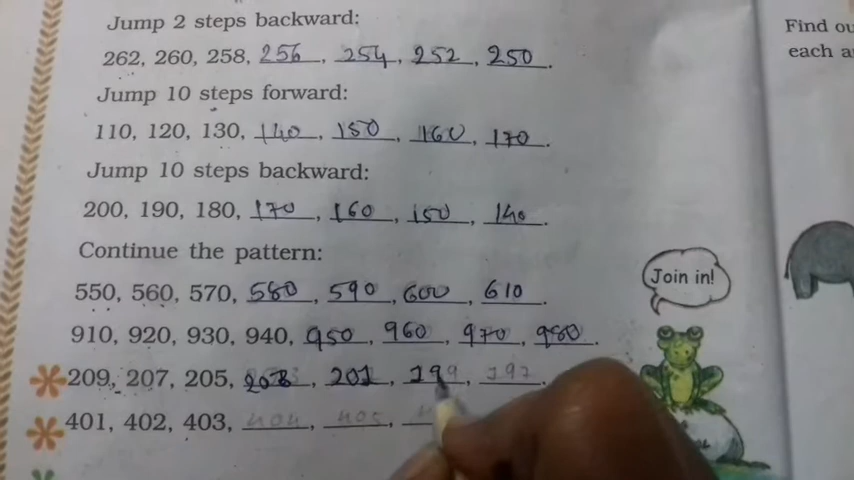 Jump 2 steps backward:
262, 260, 258, 256, 254, 252, 250.
Jump 10 steps forward:
110, 120, 130, 140, 150, 160, 170.
Jump 10 steps backward:
200, 190, 180, 170, 160, 150, 140.
Continue the pattern:
550, 560, 570, 580, 590, 600, 610.
910, 920, 930, 940, 950, 960, 970, 980.
209, 207, 205, 203, 201, 199, 197.
401, 402, 403, 404, 405,
Join in!
Find ou
each a